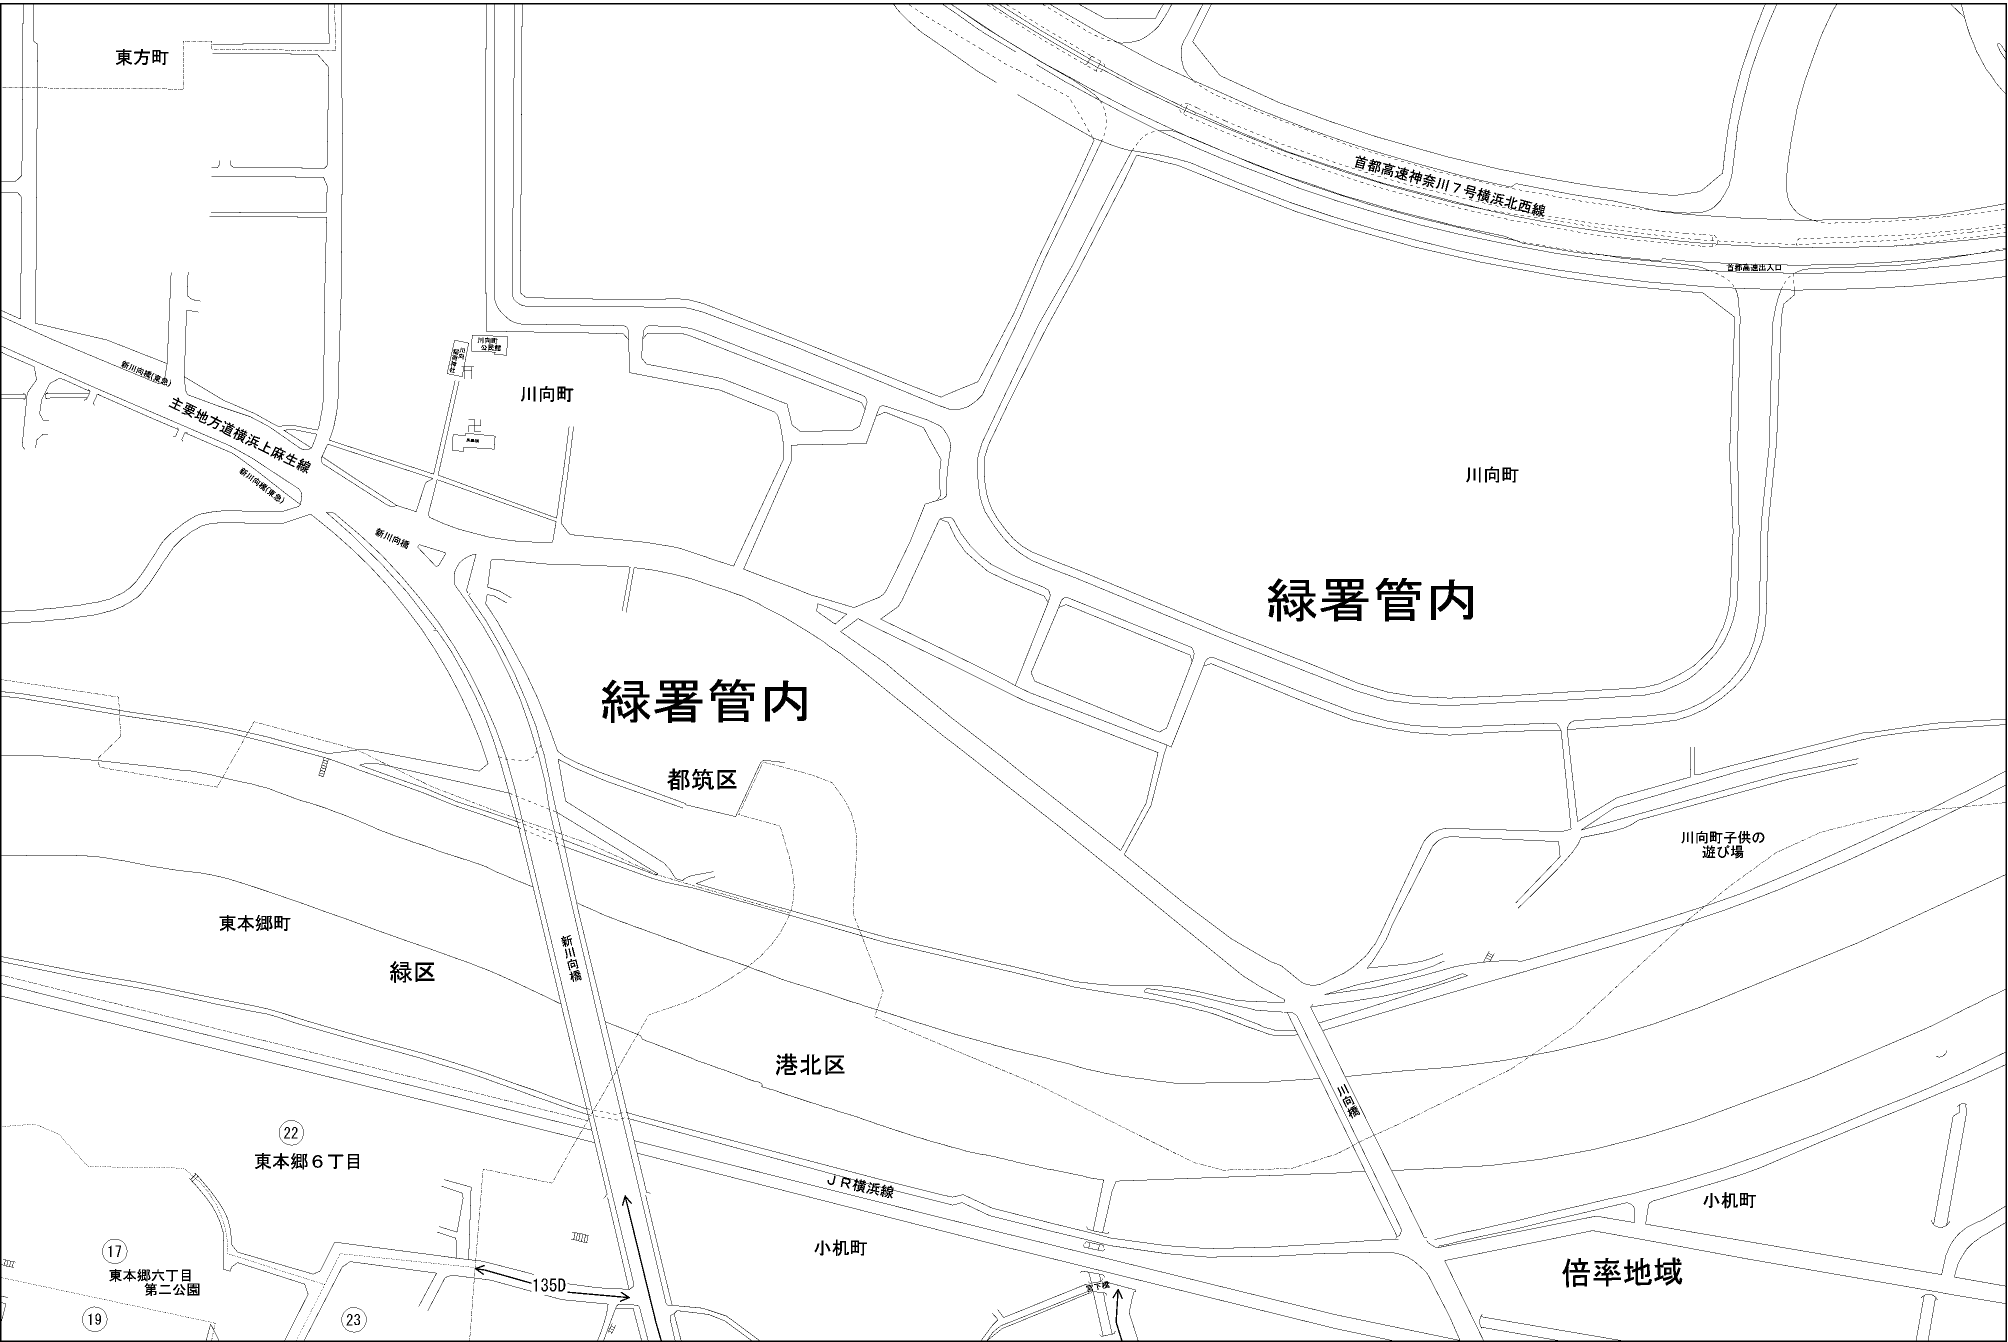 東方町
首都高速神奈川7号横浜北西線
首都高速出入口
川向町
公民館
川向町
新川向橋(東急)
主要地方道横浜上麻生線
新川向橋(東急)
新川向橋
川向町
緑署管内
緑署管内
都筑区
川向町子供の
遊び場
東本郷町
新川向橋
緑区
港北区
川向橋
22
東本郷6丁目
JR横浜線
小机町
小机町
17
東本郷六丁目
第二公園
135D
宮下橋
倍率地域
19
23